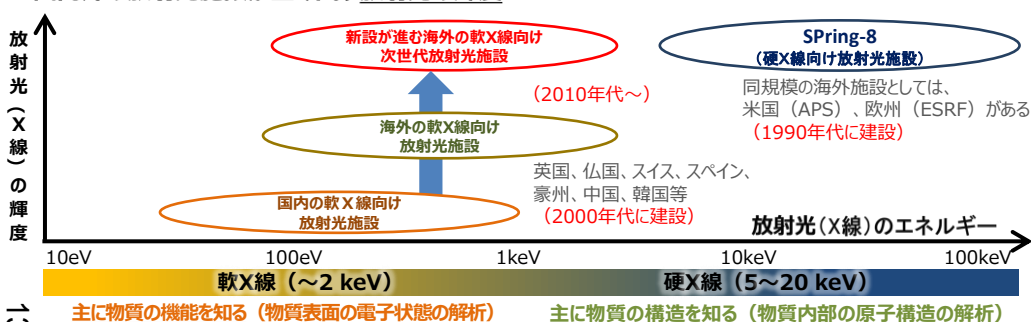 放射光（X線）の輝度
新設が進む海外の軟X線向け
次世代放射光施設
SPring-8
（硬X線向け放射光施設）
（2010年代～）
同規模の海外施設としては、
米国（APS）、欧州（ESRF）がある
（1990年代に建設）
海外の軟X線向け
放射光施設
英国、仏国、スイス、スペイン、
豪州、中国、韓国等
（2000年代に建設）
国内の軟X線向け
放射光施設
放射光(X線)のエネルギー
10eV 100eV 1keV 10keV 100keV
軟X線（～2 keV） 硬X線（5～20 keV）
主に物質の機能を知る（物質表面の電子状態の解析） 主に物質の構造を知る（物質内部の原子構造の解析）